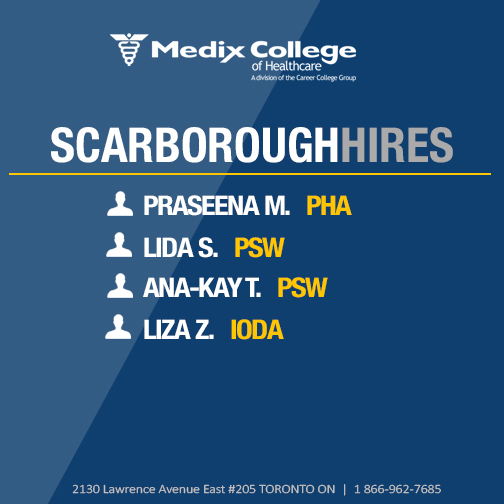 Medix College
of Healthcare
A division of the Career College Group
SCARBOROUGHHIRES
PRASEENA M. PHA
LIDA S. PSW
ANA-KAY T. PSW
LIZA Z. IODA
2130 Lawrence Avenue East #205 TORONTO ON | 1 866-962-7685